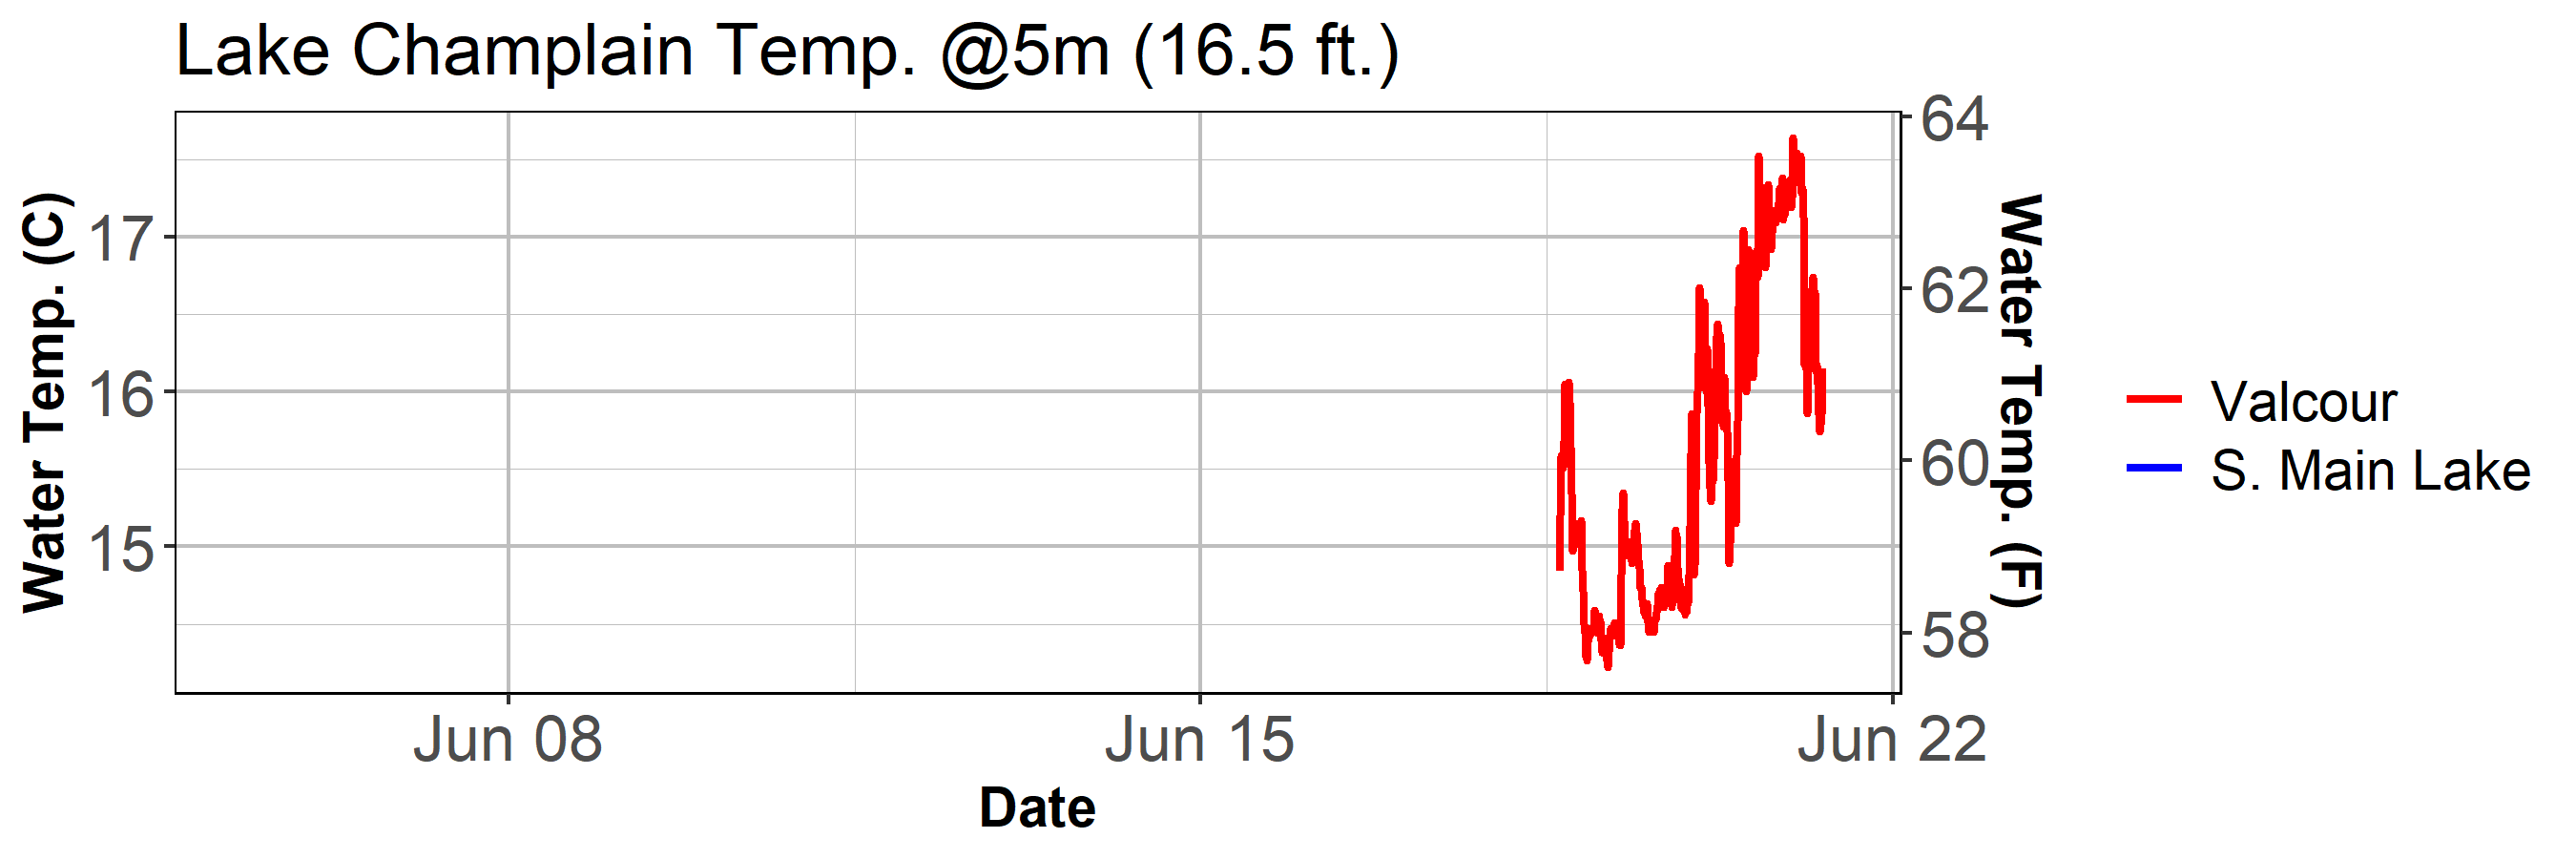 Lake Champlain Temp. @5m (16.5 ft.)
Water Temp. (C)
17
16
15
64
62
60
58
Water Temp. (F)
Jun 08
Jun 15
Jun 22
Date
Valcour
S. Main Lake